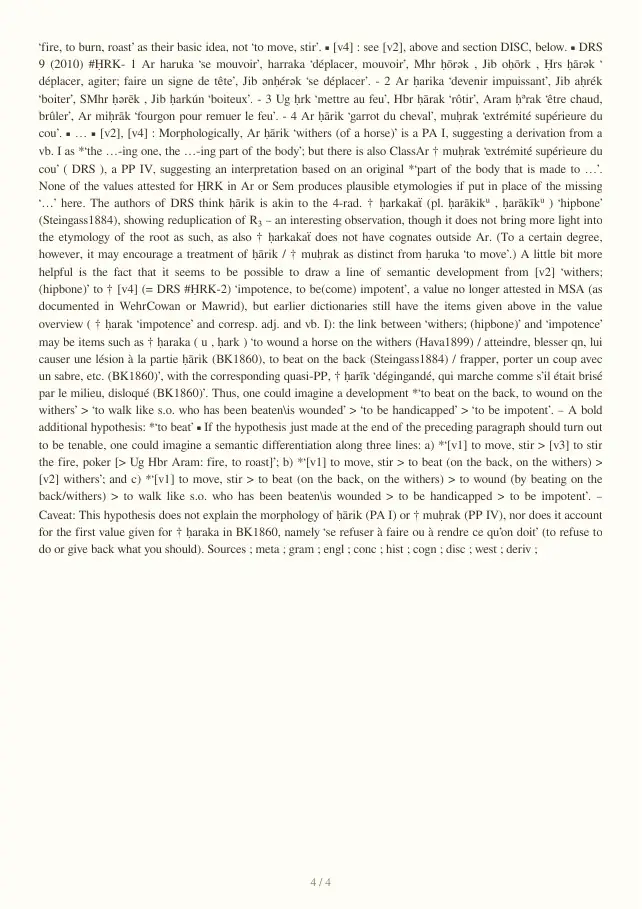 ‘fire, to burn, roast’ as their basic idea, not ‘to move, stir’. ▪ [v4] : see [v2], above and section DISC, below. ▪ DRS
9 (2010) #ḤRK- 1 Ar ḥaruka ‘se mouvoir’, ḥarraka ‘déplacer, mouvoir’, Mhr ḥōrək , Jib oḥōrk , Ḥrs ḥārək ‘
déplacer, agiter; faire un signe de tête’, Jib ənḥérək ‘se déplacer’. - 2 Ar ḥarika ‘devenir impuissant’, Jib aḥrék
‘boiter’, SMhr ḥərēk , Jib ḥarkún ‘boiteux’. - 3 Ug ḥrk ‘mettre au feu’, Hbr ḥārak ‘rôtir’, Aram ḥᵃrak ‘être chaud,
brûler’, Ar miḥrāk ‘fourgon pour remuer le feu’. - 4 Ar ḥārik ‘garrot du cheval’, muḥrak ‘extrémité supérieure du
cou’. ▪ … ▪ [v2], [v4] : Morphologically, Ar ḥārik ‘withers (of a horse)’ is a PA I, suggesting a derivation from a
vb. I as *‘the …-ing one, the …-ing part of the body’; but there is also ClassAr † muḥrak ‘extrémité supérieure du
cou’ ( DRS ), a PP IV, suggesting an interpretation based on an original *‘part of the body that is made to …’.
None of the values attested for ḤRK in Ar or Sem produces plausible etymologies if put in place of the missing
‘…’ here. The authors of DRS think ḥārik is akin to the 4-rad. † ḥarkakaẗ (pl. ḥarākikᵘ , ḥarākīkᵘ ) ‘hipbone’
(Steingass1884), showing reduplication of R₃ – an interesting observation, though it does not bring more light into
the etymology of the root as such, as also † ḥarkakaẗ does not have cognates outside Ar. (To a certain degree,
however, it may encourage a treatment of ḥārik / † muḥrak as distinct from ḥaruka ‘to move’.) A little bit more
helpful is the fact that it seems to be possible to draw a line of semantic development from [v2] ‘withers;
(hipbone)’ to † [v4] (= DRS #ḤRK-2) ‘impotence, to be(come) impotent’, a value no longer attested in MSA (as
documented in WehrCowan or Mawrid), but earlier dictionaries still have the items given above in the value
overview ( † ḥarak ‘impotence’ and corresp. adj. and vb. I): the link between ‘withers; (hipbone)’ and ‘impotence’
may be items such as † ḥaraka ( u , ḥark ) ‘to wound a horse on the withers (Hava1899) / atteindre, blesser qn, lui
causer une lésion à la partie ḥārik (BK1860), to beat on the back (Steingass1884) / frapper, porter un coup avec
un sabre, etc. (BK1860)’, with the corresponding quasi-PP, † ḥarīk ‘dégingandé, qui marche comme s’il était brisé
par le milieu, disloqué (BK1860)’. Thus, one could imagine a development *‘to beat on the back, to wound on the
withers’ > ‘to walk like s.o. who has been beaten\is wounded’ > ‘to be handicapped’ > ‘to be impotent’. – A bold
additional hypothesis: *‘to beat’ ▪ If the hypothesis just made at the end of the preceding paragraph should turn out
to be tenable, one could imagine a semantic differentiation along three lines: a) *‘[v1] to move, stir > [v3] to stir
the fire, poker [> Ug Hbr Aram: fire, to roast]’; b) *‘[v1] to move, stir > to beat (on the back, on the withers) >
[v2] withers’; and c) *‘[v1] to move, stir > to beat (on the back, on the withers) > to wound (by beating on the
back/withers) > to walk like s.o. who has been beaten\is wounded > to be handicapped > to be impotent’. –
Caveat: This hypothesis does not explain the morphology of ḥārik (PA I) or † muḥrak (PP IV), nor does it account
for the first value given for † ḥaraka in BK1860, namely ‘se refuser à faire ou à rendre ce qu’on doit’ (to refuse to
do or give back what you should). Sources ; meta ; gram ; engl ; conc ; hist ; cogn ; disc ; west ; deriv ;
4 / 4